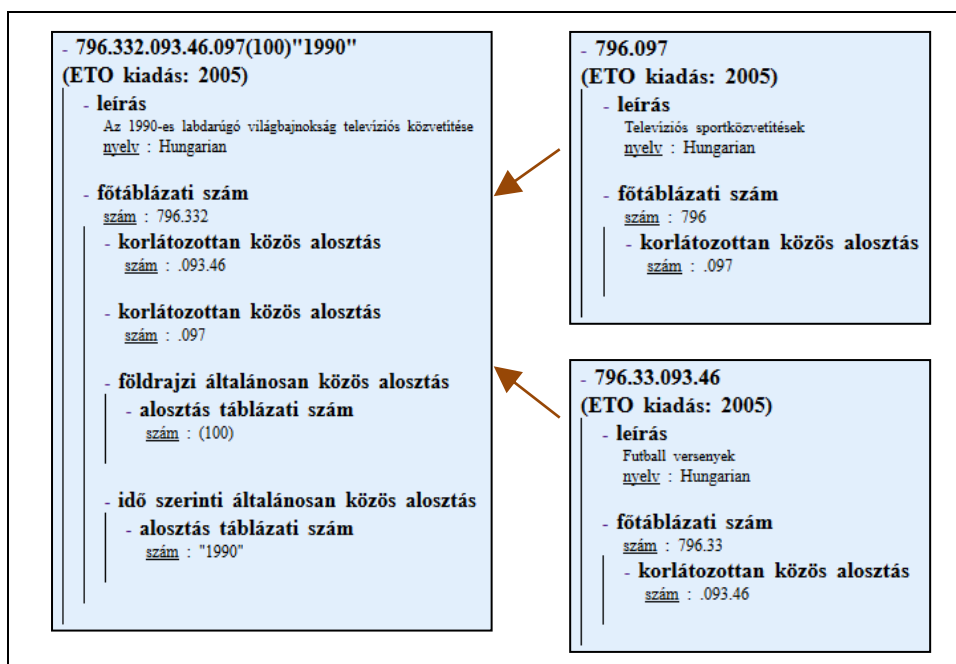 - 796.332.093.46.097(100)"1990"
(ETO kiadás: 2005)
- leírás
Az 1990-es labdarúgó világbajnokság televíziós közvetítése
nyelv : Hungarian
- főtáblázati szám
szám : 796.332
- korlátozottan közös alosztás
szám : .093.46
- korlátozottan közös alosztás
szám : .097
- földrajzi általánosan közös alosztás
- alosztás táblázati szám
szám : (100)
- idő szerinti általánosan közös alosztás
- alosztás táblázati szám
szám : "1990"
- 796.097
(ETO kiadás: 2005)
- leírás
Televíziós sportközvetítések
nyelv : Hungarian
- főtáblázati szám
szám : 796
- korlátozottan közös alosztás
szám : .097
- 796.33.093.46
(ETO kiadás: 2005)
- leírás
Futball versenyek
nyelv : Hungarian
- főtáblázati szám
szám : 796.33
- korlátozottan közös alosztás
szám : .093.46